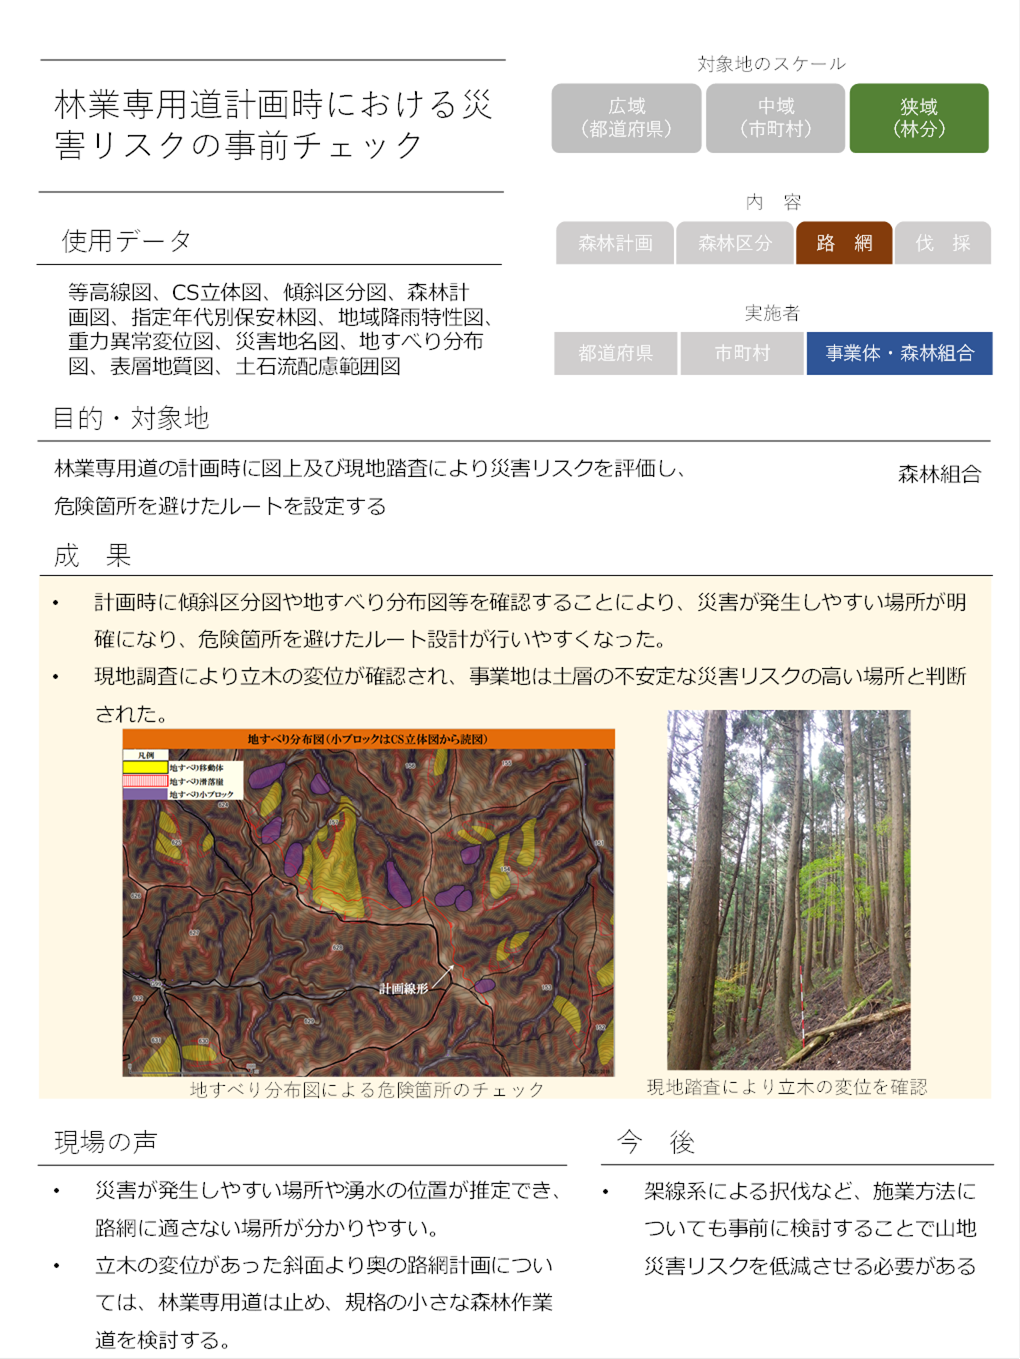 林業専用道計画時における災
害リスクの事前チェック
対象地のスケール
広域
（都道府県）
中域
（市町村）
狭域
（林分）
内　容
森林計画
森林区分
路　網
伐　採
実施者
都道府県
市町村
事業体・森林組合
使用データ
等高線図、CS立体図、傾斜区分図、森林計
画図、指定年代別保安林図、地域降雨特性図、
重力異常変位図、災害地名図、地すべり分布
図、表層地質図、土石流配慮範囲図
目的・対象地
林業専用道の計画時に図上及び現地踏査により災害リスクを評価し、
危険箇所を避けたルートを設定する
森林組合
成　果
• 計画時に傾斜区分図や地すべり分布図等を確認することにより、災害が発生しやすい場所が明
確になり、危険箇所を避けたルート設計が行いやすくなった。
• 現地調査により立木の変位が確認され、事業地は土層の不安定な災害リスクの高い場所と判断
された。
地すべり分布図（小ブロックはCS立体図から読図）
凡例
地すべり移動体
地すべり滑落崖
地すべり小ブロック
計画線形
地すべり分布図による危険箇所のチェック
現地踏査により立木の変位を確認
現場の声
• 災害が発生しやすい場所や湧水の位置が推定でき、
路網に適さない場所が分かりやすい。
• 立木の変位があった斜面より奥の路網計画につい
ては、林業専用道は止め、規格の小さな森林作業
道を検討する。
今　後
• 架線系による択伐など、施業方法に
ついても事前に検討することで山地
災害リスクを低減させる必要がある